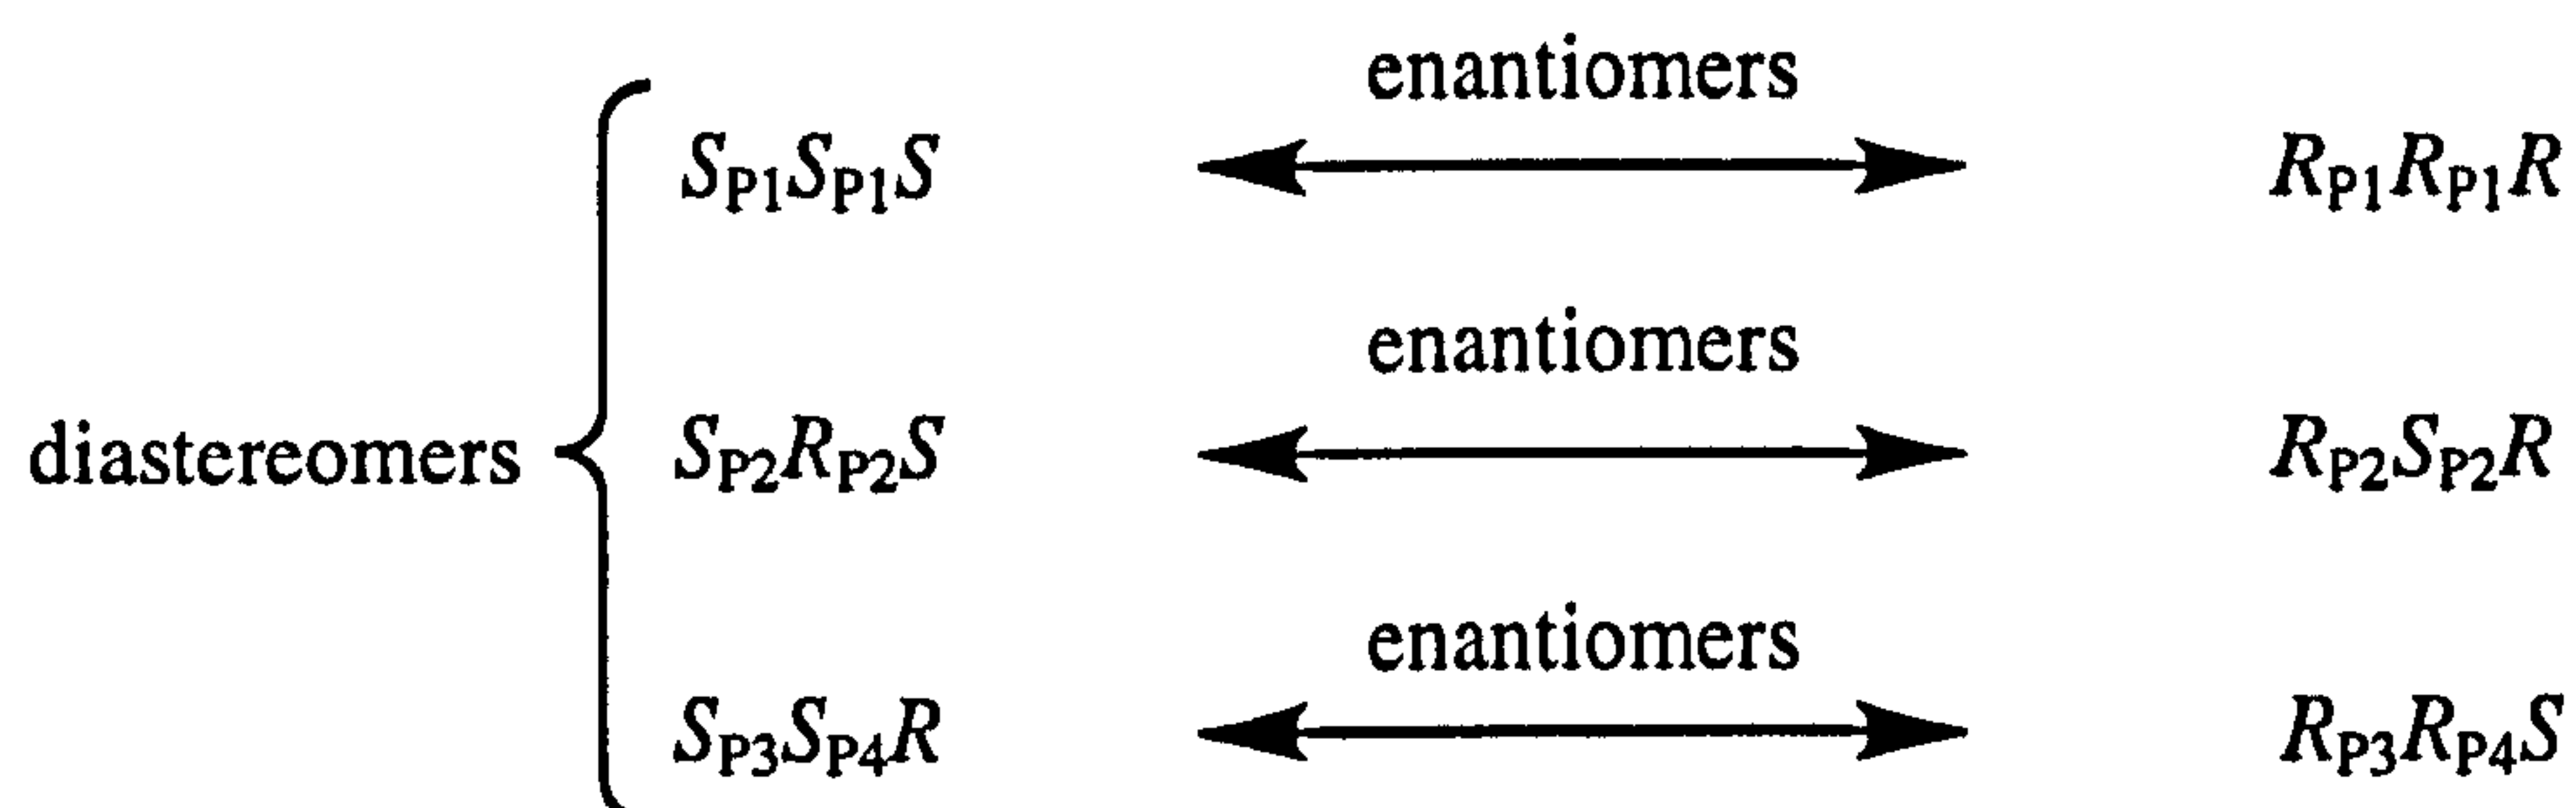 enantiomers
S_P1S_P1S R_P1R_P1R
enantiomers
diastereomers S_P2R_P2S R_P2S_P2R
enantiomers
S_P3S_P4R R_P3R_P4S